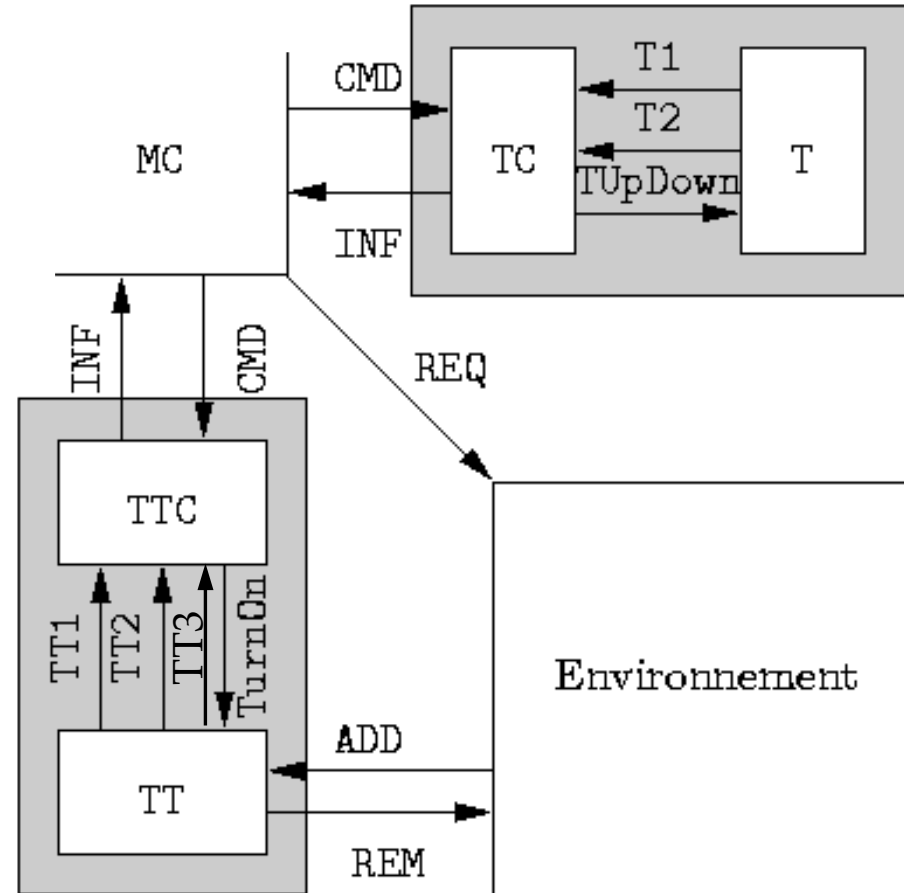 T1
CMD
T2
MC
TC
T
TUpDown
INF
INF
CMD
REQ
TTC
TT1
TT2
TT3
TurnOn
Environnement
ADD
TT
REM